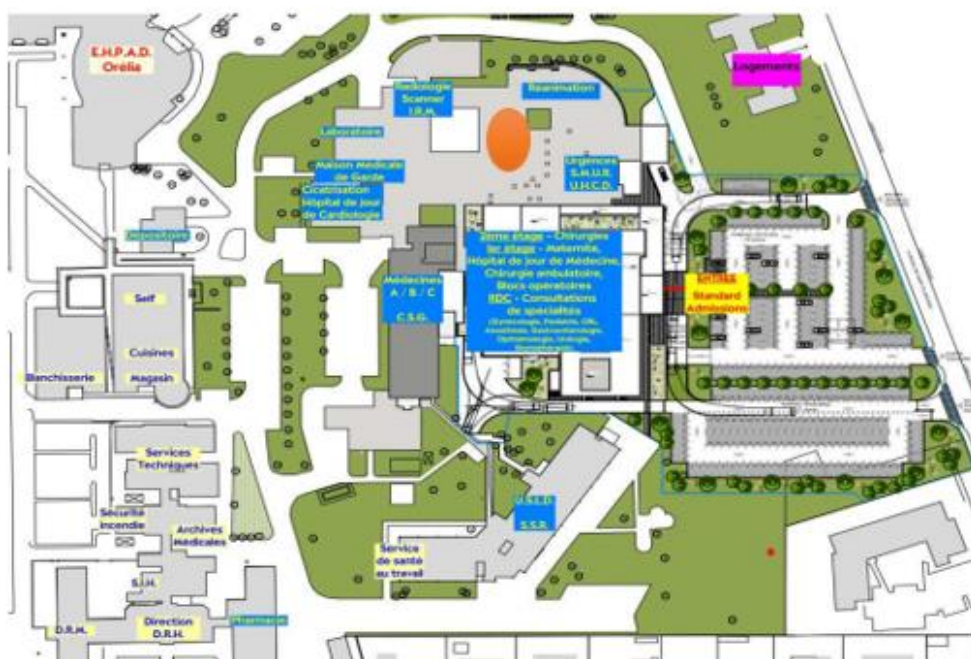 E.H.P.A.D.
Orélia
Logements
Radiologie
Scanner
I.R.M.
Réanimation
Laboratoire
Maison Médicale
de Garde
Cicatrisation
Hôpital de jour
de Cardiologie
Urgences
S.M.U.R.
U.H.C.D.
Dépositoire
2ème étage - Chirurgies
1er étage - Maternité,
Hôpital de jour de Médecine,
Chirurgie ambulatoire,
Blocs opératoires
RDC - Consultations
de spécialités
Médecines
A / B / C
C.S.G.
ENTRÉE
Standard
Admissions
Self
Cuisines
Blanchisserie
Magasin
Services
Techniques
Sécurité
incendie
Archives
Médicales
U.S.L.D.
S.S.R.
Service
de santé
au travail
S.I.H.
D.R.M.
Direction
D.R.H.
Pharmacie